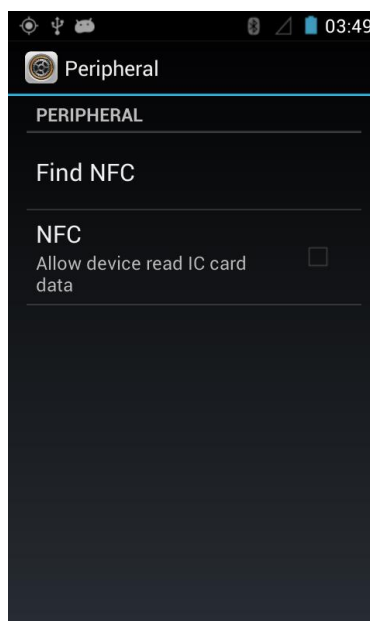 03:49
Peripheral
PERIPHERAL
Find NFC
NFC
Allow device read IC card
data